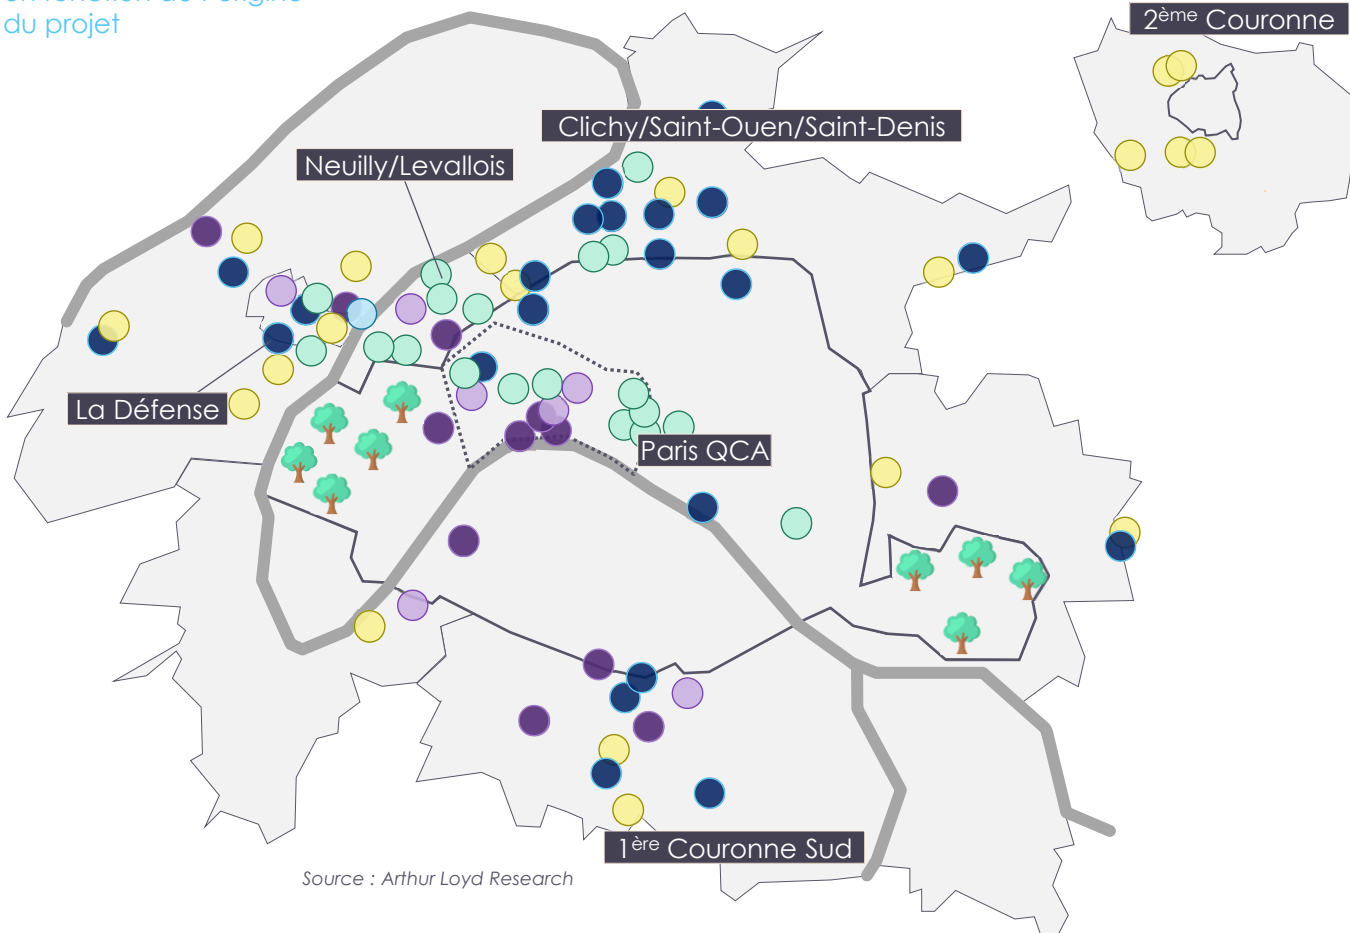 du projet
2ème Couronne
Clichy/Saint-Ouen/Saint-Denis
Neuilly/Levallois
La Défense
Paris QCA
1ère Couronne Sud
Source : Arthur Loyd Research